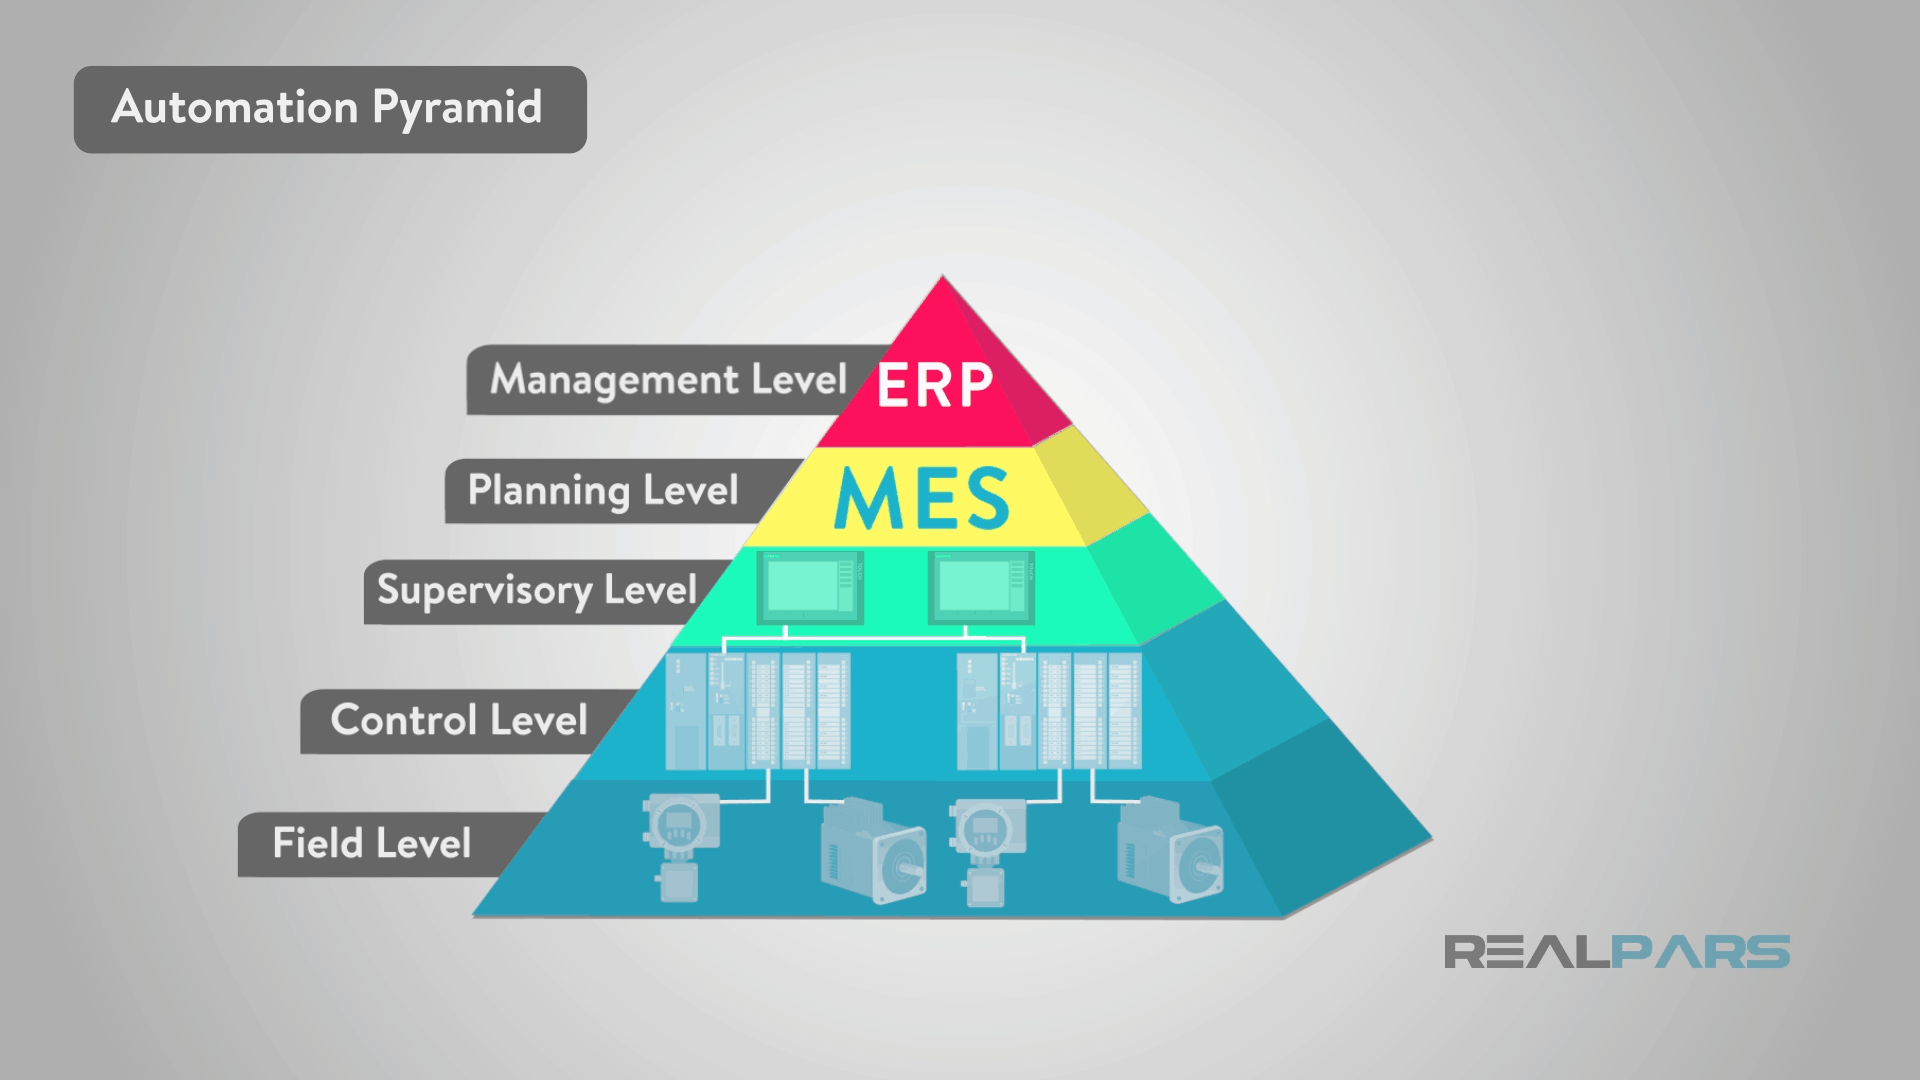 Automation Pyramid
Management Level
ERP
Planning Level
MES
Supervisory Level
Control Level
Field Level
REALPARS